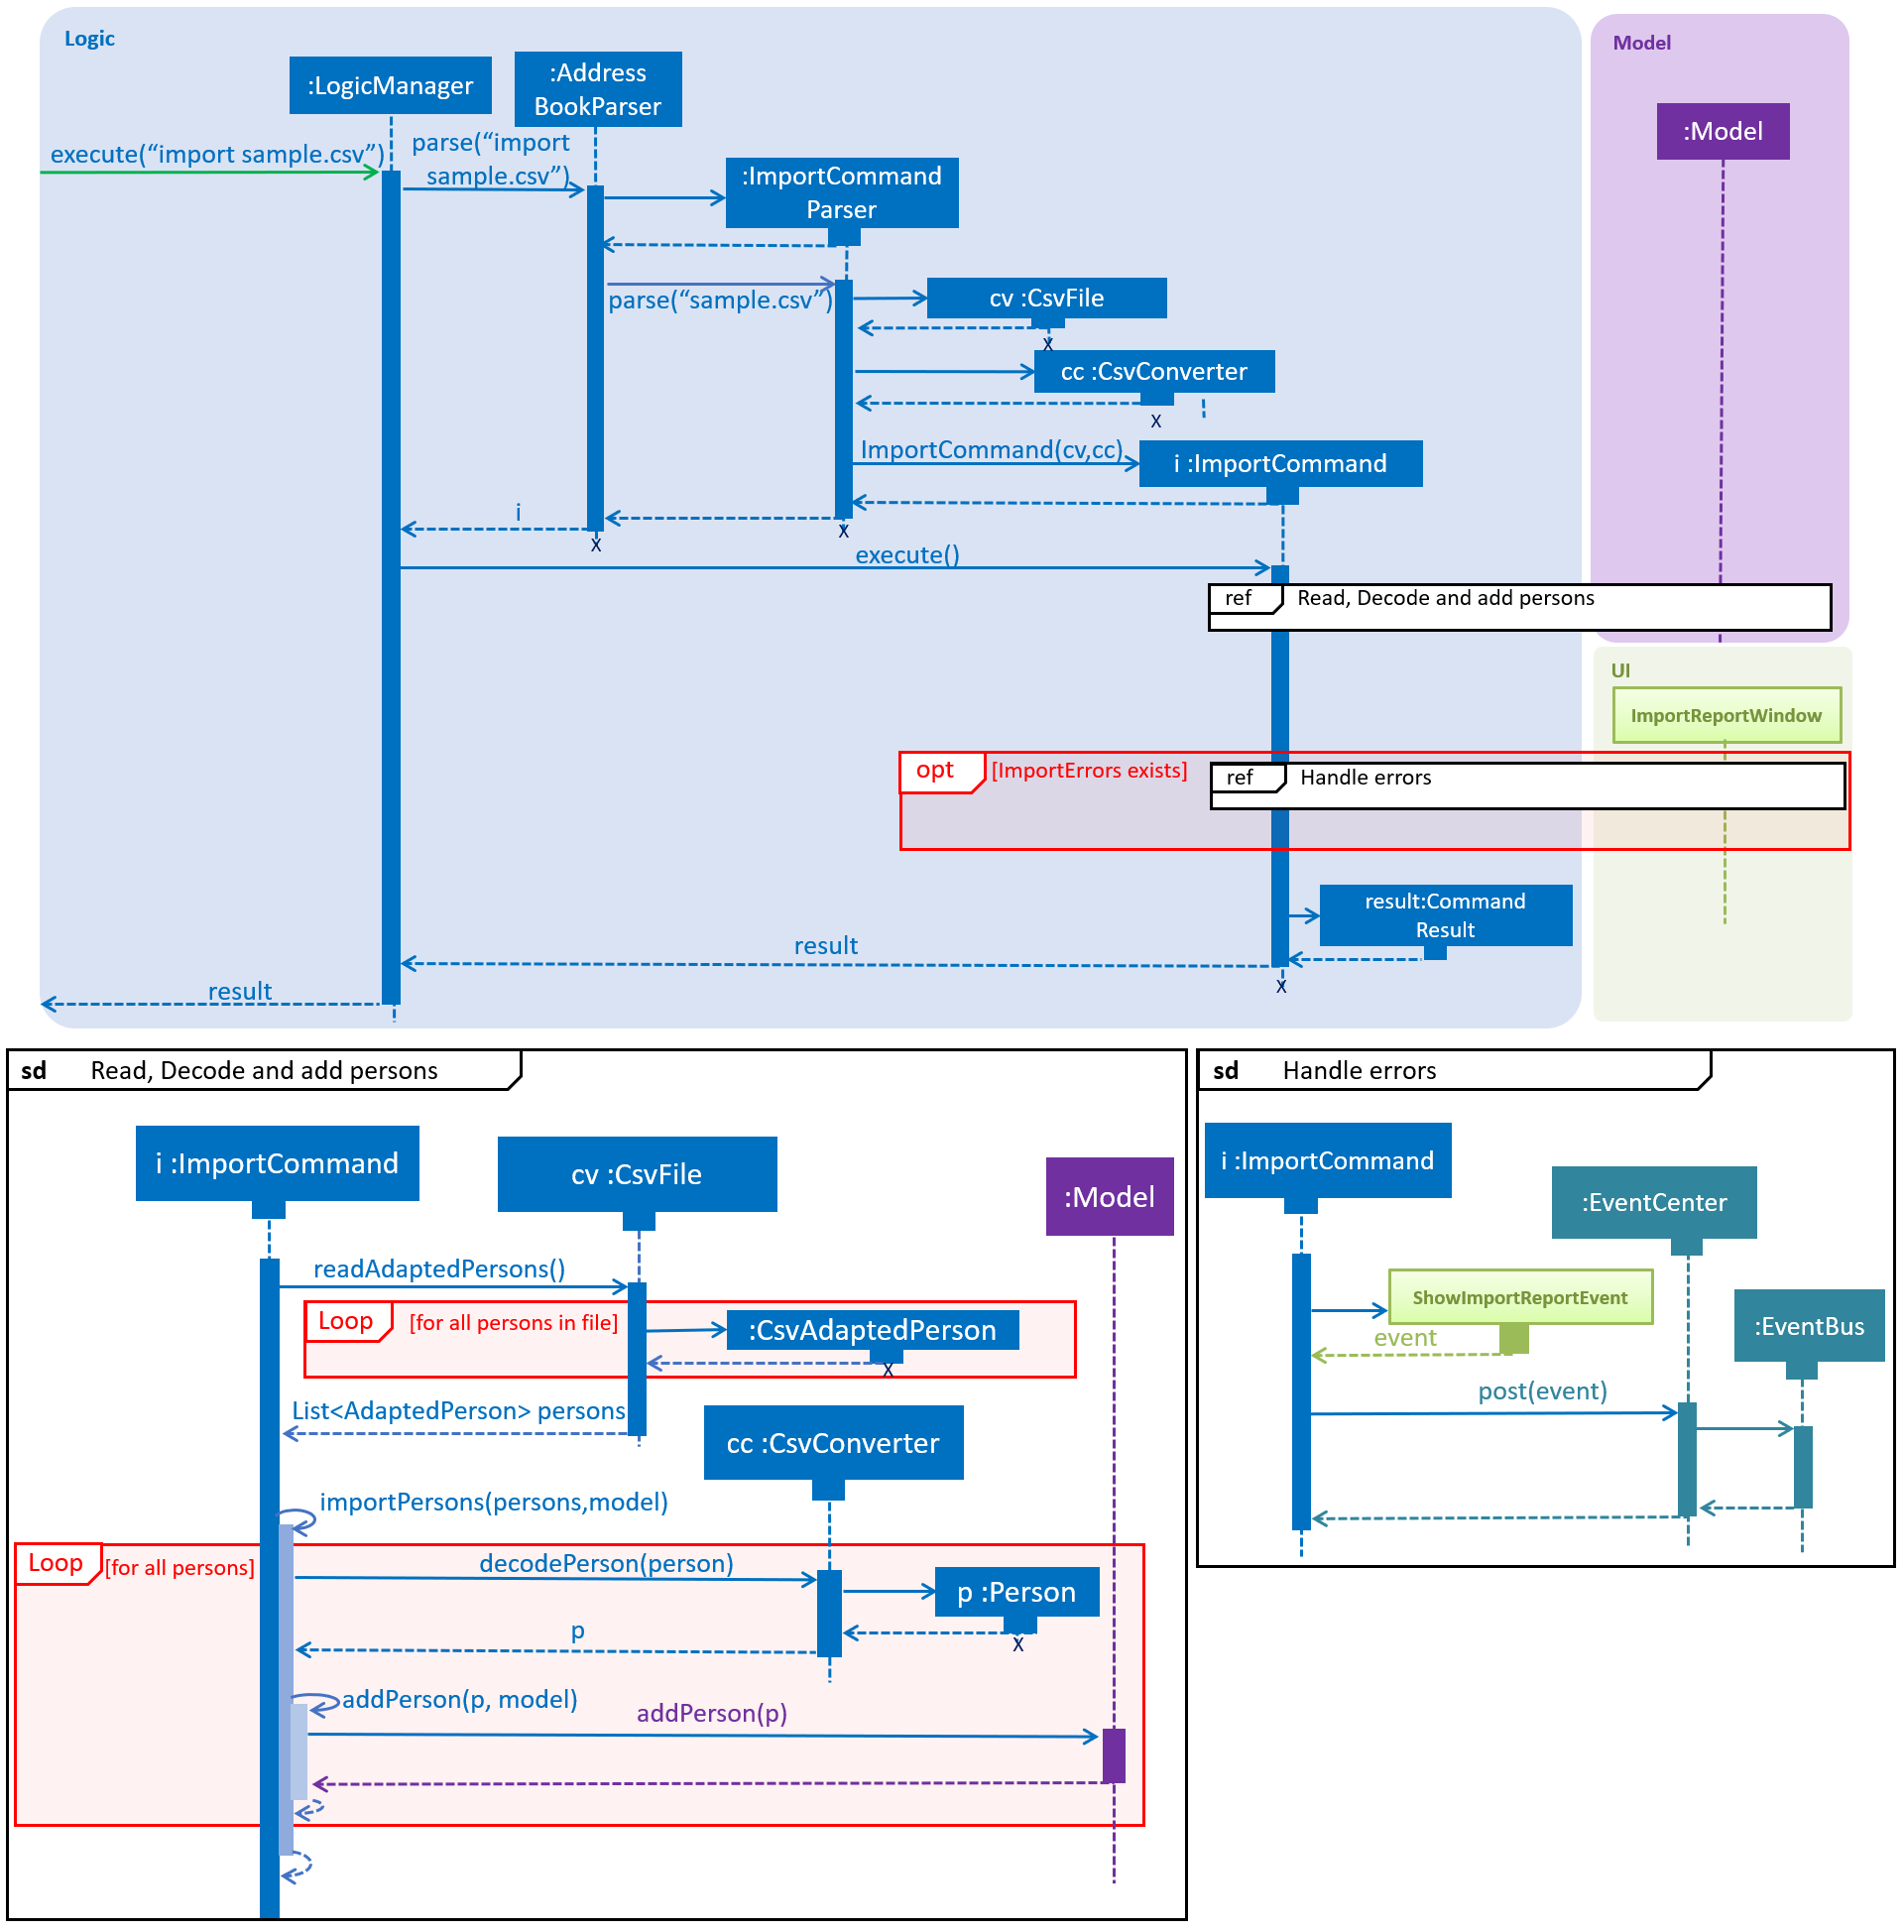 Logic
Model
:LogicManager
:Address
BookParser
:Model
execute(“import sample.csv”)
parse(“import
sample.csv”)
:ImportCommand
Parser
parse(“sample.csv”)
cv :CsvFile
X
cc :CsvConverter
X
ImportCommand(cv,cc)
i :ImportCommand
i
X
X
execute()
ref
Read, Decode and add persons
UI
ImportReportWindow
opt
[ImportErrors exists]
ref
Handle errors
result:Command
Result
result
X
result
sd
Read, Decode and add persons
i :ImportCommand
cv :CsvFile
:Model
readAdaptedPersons()
Loop
[for all persons in file]
:CsvAdaptedPerson
X
List<AdaptedPerson> persons
cc :CsvConverter
importPersons(persons,model)
Loop
[for all persons]
decodePerson(person)
p :Person
p
X
addPerson(p, model)
addPerson(p)
sd
Handle errors
i :ImportCommand
:EventCenter
ShowImportReportEvent
:EventBus
event
post(event)